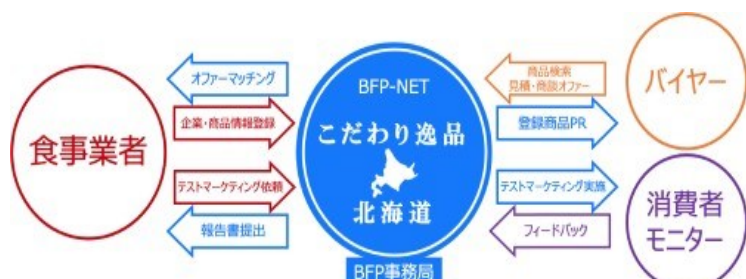 食事業者
オファーマッチング
企業・商品情報登録
テストマーケティング依頼
報告書提出
BFP-NET
こだわり逸品
北海道
BFP事務局
商品検索
見積・商談オファー
登録商品PR
テストマーケティング実施
フィードバック
バイヤー
消費者
モニター